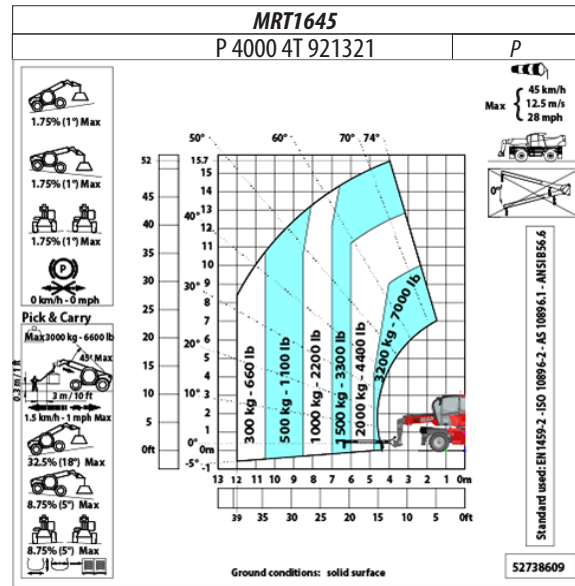 MRT1645
P 4000 4T 921321
P
1.75% (1°) Max
1.75% (1°) Max
1.75% (1°) Max
P
0 km/h - 0 mph
Pick & Carry
Max 3000 kg - 6600 lb
45° Max
0.3 m / 1 ft
3 m / 10 ft
1.5 km/h - 1 mph Max
32.5% (18°) Max
8.75% (5°) Max
8.75% (5°) Max
Max { 45 km/h
12.5 m/s
28 mph
0°
50° 60° 70° 74°
40°
30°
20°
10°
0°
-5°
52
45
40
35
30
25
20
15
10
5
0ft
15.7
15
14
13
12
11
10
9
8
7
6
5
4
3
2
1
0m
-1
300 kg - 660 lb
500 kg - 1100 lb
1000 kg - 2200 lb
1500 kg - 3300 lb
2000 kg - 4400 lb
3200 kg - 7000 lb
13 12 11 10 9 8 7 6 5 4 3 2 1 0m
39 35 30 25 20 15 10 5 0ft
Ground conditions: solid surface
Standard used: EN1459-2 - ISO 10896-2 - AS 10896.1 - ANSI B56.6
52738609